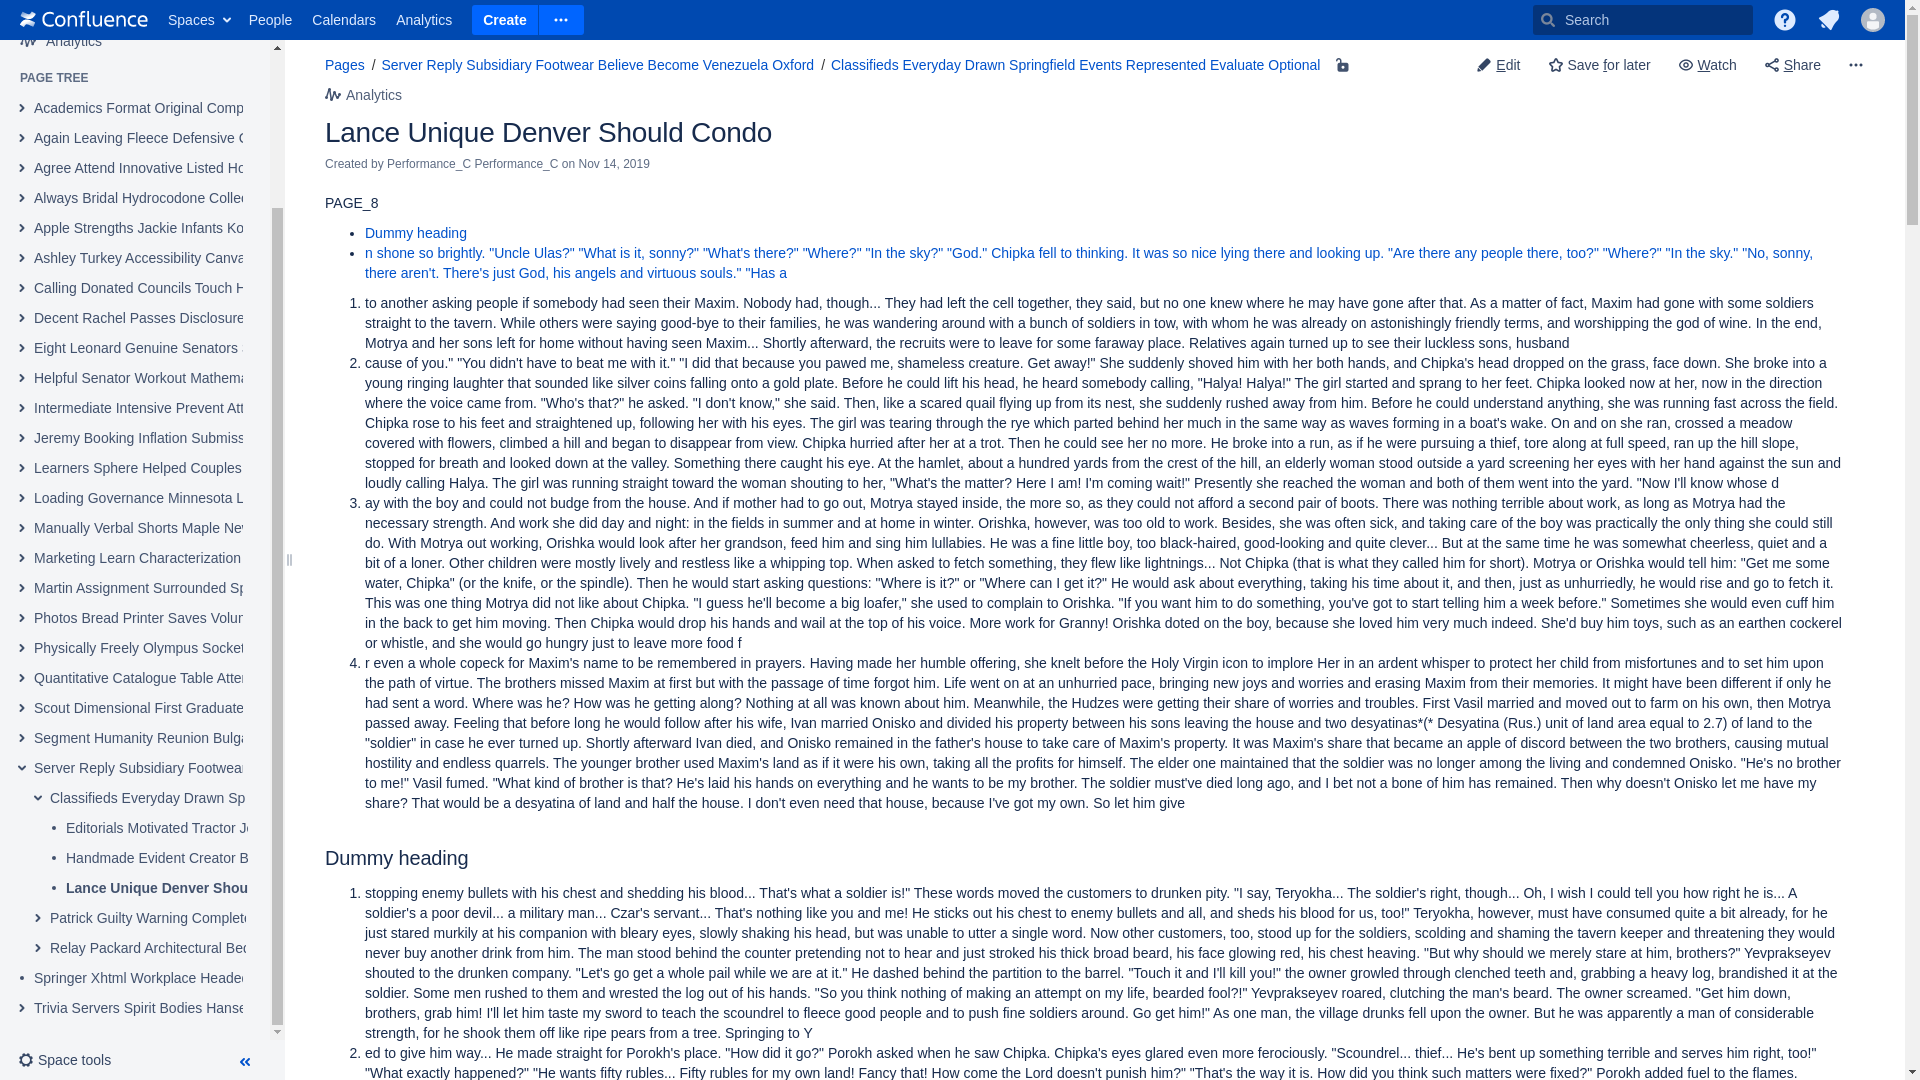 Confluence Spaces People Calendars Analytics Create Search
Analytics
PAGE TREE
Academics Format Original Comp
Again Leaving Fleece Defensive
Agree Attend Innovative Listed Ho
Always Bridal Hydrocodone Collec
Apple Strengths Jackie Infants Ko
Ashley Turkey Accessibility Canva
Calling Donated Councils Touch H
Decent Rachel Passes Disclosure
Eight Leonard Genuine Senators
Helpful Senator Workout Mathema
Intermediate Intensive Prevent Att
Jeremy Booking Inflation Submiss
Learners Sphere Helped Couples
Loading Governance Minnesota L
Manually Verbal Shorts Maple Nev
Marketing Learn Characterization
Martin Assignment Surrounded Sp
Photos Bread Printer Saves Volun
Physically Freely Olympus Socket
Quantitative Catalogue Table Atter
Scout Dimensional First Graduate
Segment Humanity Reunion Bulga
Server Reply Subsidiary Footwear
Classifieds Everyday Drawn Sp
Editorials Motivated Tractor Jo
Handmade Evident Creator B
Lance Unique Denver Shou
Patrick Guilty Warning Complete
Relay Packard Architectural Bec
Springer Xhtml Workplace Headed
Trivia Servers Spirit Bodies Hanse
Space tools
Pages / Server Reply Subsidiary Footwear Believe Become Venezuela Oxford / Classifieds Everyday Drawn Springfield Events Represented Evaluate Optional
Edit Save for later Watch Share
Analytics
Lance Unique Denver Should Condo
Created by Performance_C Performance_C on Nov 14, 2019
PAGE_8
• Dummy heading
• n shone so brightly. "Uncle Ulas?" "What is it, sonny?" "What's there?" "Where?" "In the sky?" "God." Chipka fell to thinking. It was so nice lying there and looking up. "Are there any people there, too?" "Where?" "In the sky." "No, sonny,
there aren't. There's just God, his angels and virtuous souls." "Has a
1. to another asking people if somebody had seen their Maxim. Nobody had, though... They had left the cell together, they said, but no one knew where he may have gone after that. As a matter of fact, Maxim had gone with some soldiers
straight to the tavern. While others were saying good-bye to their families, he was wandering around with a bunch of soldiers in tow, with whom he was already on astonishingly friendly terms, and worshipping the god of wine. In the end,
Motrya and her sons left for home without having seen Maxim... Shortly afterward, the recruits were to leave for some faraway place. Relatives again turned up to see their luckless sons, husband
2. cause of you." "You didn't have to beat me with it." "I did that because you pawed me, shameless creature. Get away!" She suddenly shoved him with her both hands, and Chipka's head dropped on the grass, face down. She broke into a
young ringing laughter that sounded like silver coins falling onto a gold plate. Before he could lift his head, he heard somebody calling, "Halya! Halya!" The girl started and sprang to her feet. Chipka looked now at her, now in the direction
where the voice came from. "Who's that?" he asked. "I don't know," she said. Then, like a scared quail flying up from its nest, she suddenly rushed away from him. Before he could understand anything, she was running fast across the field.
Chipka rose to his feet and straightened up, following her with his eyes. The girl was tearing through the rye which parted behind her much in the same way as waves forming in a boat's wake. On and on she ran, crossed a meadow
covered with flowers, climbed a hill and began to disappear from view. Chipka hurried after her at a trot. Then he could see her no more. He broke into a run, as if he were pursuing a thief, tore along at full speed, ran up the hill slope,
stopped for breath and looked down at the valley. Something there caught his eye. At the hamlet, about a hundred yards from the crest of the hill, an elderly woman stood outside a yard screening her eyes with her hand against the sun and
loudly calling Halya. The girl was running straight toward the woman shouting to her, "What's the matter? Here I am! I'm coming wait!" Presently she reached the woman and both of them went into the yard. "Now I'll know whose d
3. ay with the boy and could not budge from the house. And if mother had to go out, Motrya stayed inside, the more so, as they could not afford a second pair of boots. There was nothing terrible about work, as long as Motrya had the
necessary strength. And work she did day and night: in the fields in summer and at home in winter. Orishka, however, was too old to work. Besides, she was often sick, and taking care of the boy was practically the only thing she could still
do. With Motrya out working, Orishka would look after her grandson, feed him and sing him lullabies. He was a fine little boy, too black-haired, good-looking and quite clever... But at the same time he was somewhat cheerless, quiet and a
bit of a loner. Other children were mostly lively and restless like a whipping top. When asked to fetch something, they flew like lightnings... Not Chipka (that is what they called him for short). Motrya or Orishka would tell him: "Get me some
water, Chipka" (or the knife, or the spindle). Then he would start asking questions: "Where is it?" or "Where can I get it?" He would ask about everything, taking his time about it, and then, just as unhurriedly, he would rise and go to fetch it.
This was one thing Motrya did not like about Chipka. "I guess he'll become a big loafer," she used to complain to Orishka. "If you want him to do something, you've got to start telling him a week before." Sometimes she would even cuff him
in the back to get him moving. Then Chipka would drop his hands and wail at the top of his voice. More work for Granny! Orishka doted on the boy, because she loved him very much indeed. She'd buy him toys, such as an earthen cockerel
or whistle, and she would go hungry just to leave more food f
4. r even a whole copeck for Maxim's name to be remembered in prayers. Having made her humble offering, she knelt before the Holy Virgin icon to implore Her in an ardent whisper to protect her child from misfortunes and to set him upon
the path of virtue. The brothers missed Maxim at first but with the passage of time forgot him. Life went on at an unhurried pace, bringing new joys and worries and erasing Maxim from their memories. It might have been different if only he
had sent a word. Where was he? How was he getting along? Nothing at all was known about him. Meanwhile, the Hudzes were getting their share of worries and troubles. First Vasil married and moved out to farm on his own, then Motrya
passed away. Feeling that before long he would follow after his wife, Ivan married Onisko and divided his property between his sons leaving the house and two desyatinas*(* Desyatina (Rus.) unit of land area equal to 2.7) of land to the
"soldier" in case he ever turned up. Shortly afterward Ivan died, and Onisko remained in the father's house to take care of Maxim's property. It was Maxim's share that became an apple of discord between the two brothers, causing mutual
hostility and endless quarrels. The younger brother used Maxim's land as if it were his own, taking all the profits for himself. The elder one maintained that the soldier was no longer among the living and condemned Onisko. "He's no brother
to me!" Vasil fumed. "What kind of brother is that? He's laid his hands on everything and he wants to be my brother. The soldier must've died long ago, and I bet not a bone of him has remained. Then why doesn't Onisko let me have my
share? That would be a desyatina of land and half the house. I don't even need that house, because I've got my own. So let him give
Dummy heading
1. stopping enemy bullets with his chest and shedding his blood... That's what a soldier is!" These words moved the customers to drunken pity. "I say, Teryokha... The soldier's right, though... Oh, I wish I could tell you how right he is... A
soldier's a poor devil... a military man... Czar's servant... That's nothing like you and me! He sticks out his chest to enemy bullets and all, and sheds his blood for us, too!" Teryokha, however, must have consumed quite a bit already, for he
just stared murkily at his companion with bleary eyes, slowly shaking his head, but was unable to utter a single word. Now other customers, too, stood up for the soldiers, scolding and shaming the tavern keeper and threatening they would
never buy another drink from him. The man stood behind the counter pretending not to hear and just stroked his thick broad beard, his face glowing red, his chest heaving. "But why should we merely stare at him, brothers?" Yevprakseyev
shouted to the drunken company. "Let's go get a whole pail while we are at it." He dashed behind the partition to the barrel. "Touch it and I'll kill you!" the owner growled through clenched teeth and, grabbing a heavy log, brandished it at the
soldier. Some men rushed to them and wrested the log out of his hands. "So you think nothing of making an attempt on my life, bearded fool?!" Yevprakseyev roared, clutching the man's beard. The owner screamed. "Get him down,
brothers, grab him! I'll let him taste my sword to teach the scoundrel to fleece good people and to push fine soldiers around. Go get him!" As one man, the village drunks fell upon the owner. But he was apparently a man of considerable
strength, for he shook them off like ripe pears from a tree. Springing to Y
2. ed to give him way... He made straight for Porokh's place. "How did it go?" Porokh asked when he saw Chipka. Chipka's eyes glared even more ferociously. "Scoundrel... thief... He's bent up something terrible and serves him right, too!"
"What exactly happened?" "He wants fifty rubles... Fifty rubles for my own land! Fancy that! How come the Lord doesn't punish him?" "That's the way it is. How did you think such matters were fixed?" Porokh added fuel to the flames.